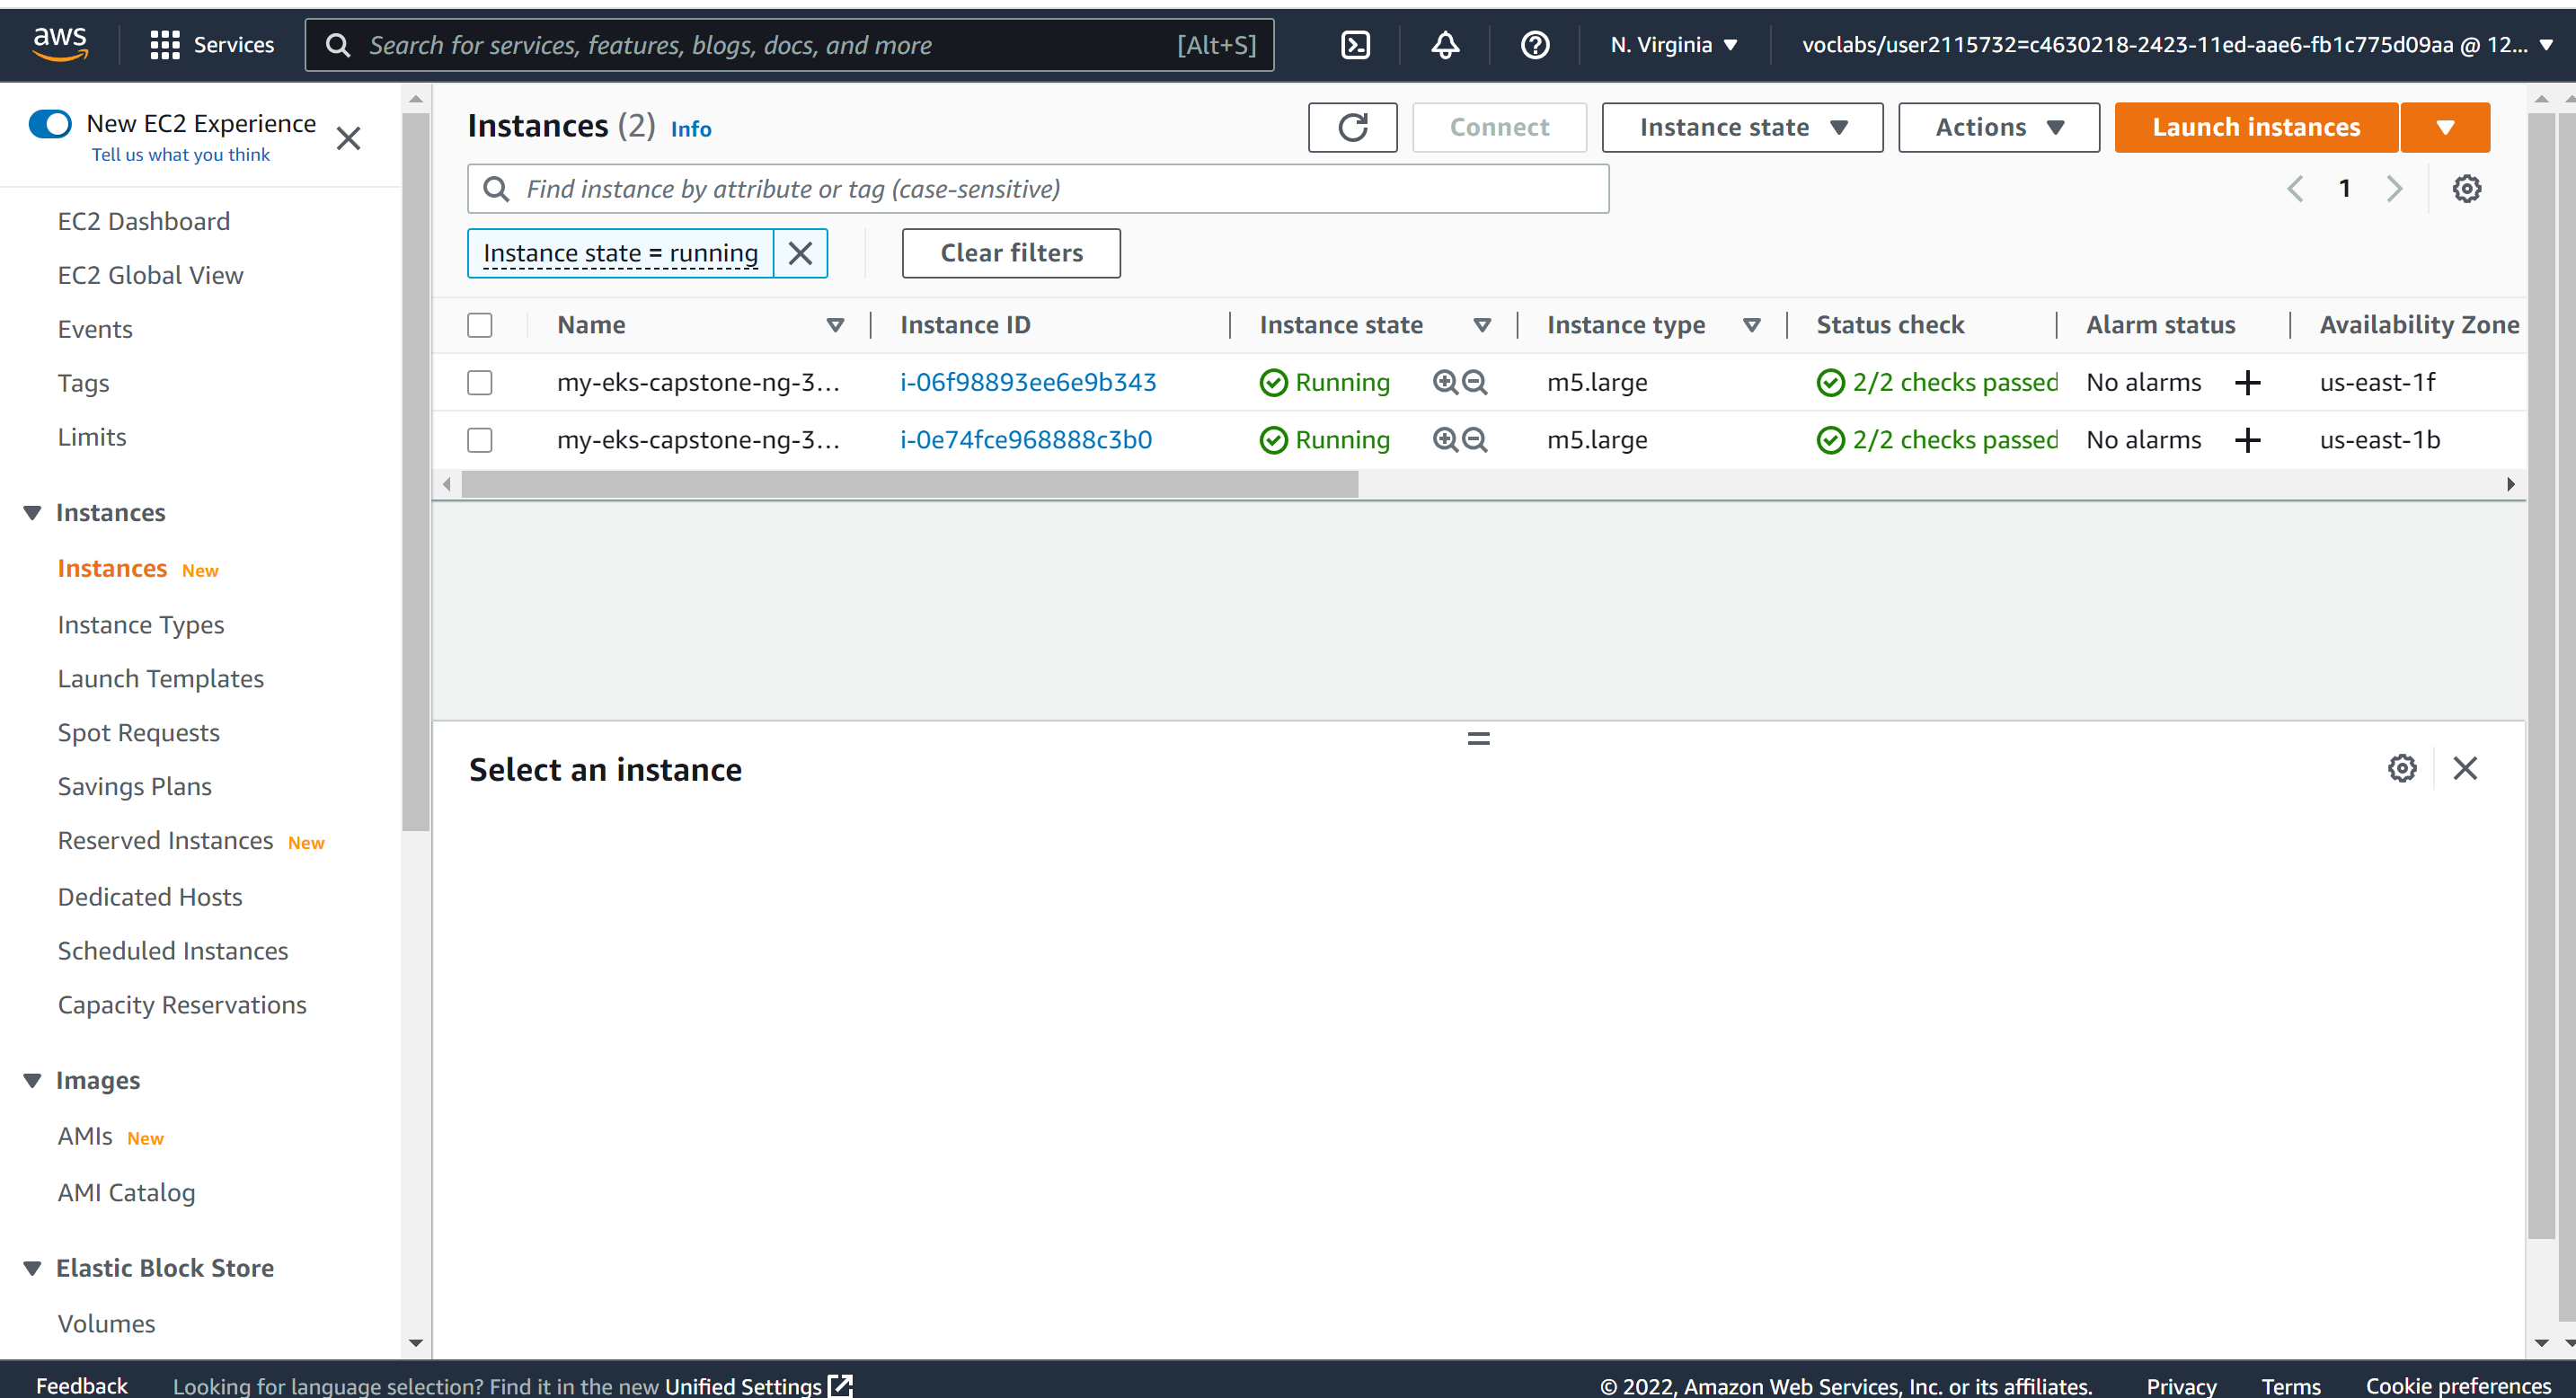 aws
Services
Search for services, features, blogs, docs, and more [Alt+S]
N. Virginia
voclabs/user2115732=c4630218-2423-11ed-aae6-fb1c775d09aa @ 12...
New EC2 Experience
Tell us what you think
EC2 Dashboard
EC2 Global View
Events
Tags
Limits
Instances
Instances New
Instance Types
Launch Templates
Spot Requests
Savings Plans
Reserved Instances New
Dedicated Hosts
Scheduled Instances
Capacity Reservations
Images
AMIs New
AMI Catalog
Elastic Block Store
Volumes
Instances (2) Info
Connect
Instance state
Actions
Launch instances
Find instance by attribute or tag (case-sensitive)
1
Instance state = running
Clear filters
Name Instance ID Instance state Instance type Status check Alarm status Availability Zone
my-eks-capstone-ng-3... i-06f98893ee6e9b343 Running m5.large 2/2 checks passed No alarms us-east-1f
my-eks-capstone-ng-3... i-0e74fce968888c3b0 Running m5.large 2/2 checks passed No alarms us-east-1b
Select an instance
Feedback Looking for language selection? Find it in the new Unified Settings © 2022, Amazon Web Services, Inc. or its affiliates. Privacy Terms Cookie preferences